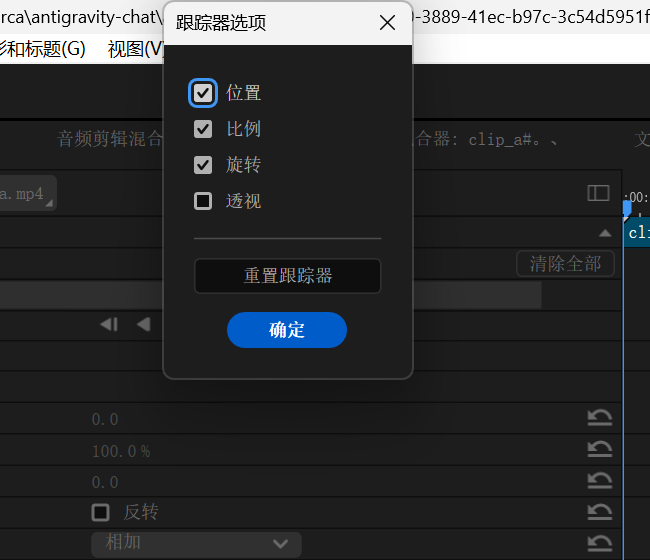 rca\antigravity-chat\
跟踪器选项
-3889-41ec-b97c-3c54d5951f
和标题(G)
视图(V
位置
比例
旋转
透视
音频剪辑混合
合器: clip_a#。、
文
a.mp4
:00:
cli
清除全部
重置跟踪器
确定
0.0
100.0 %
0.0
反转
相加